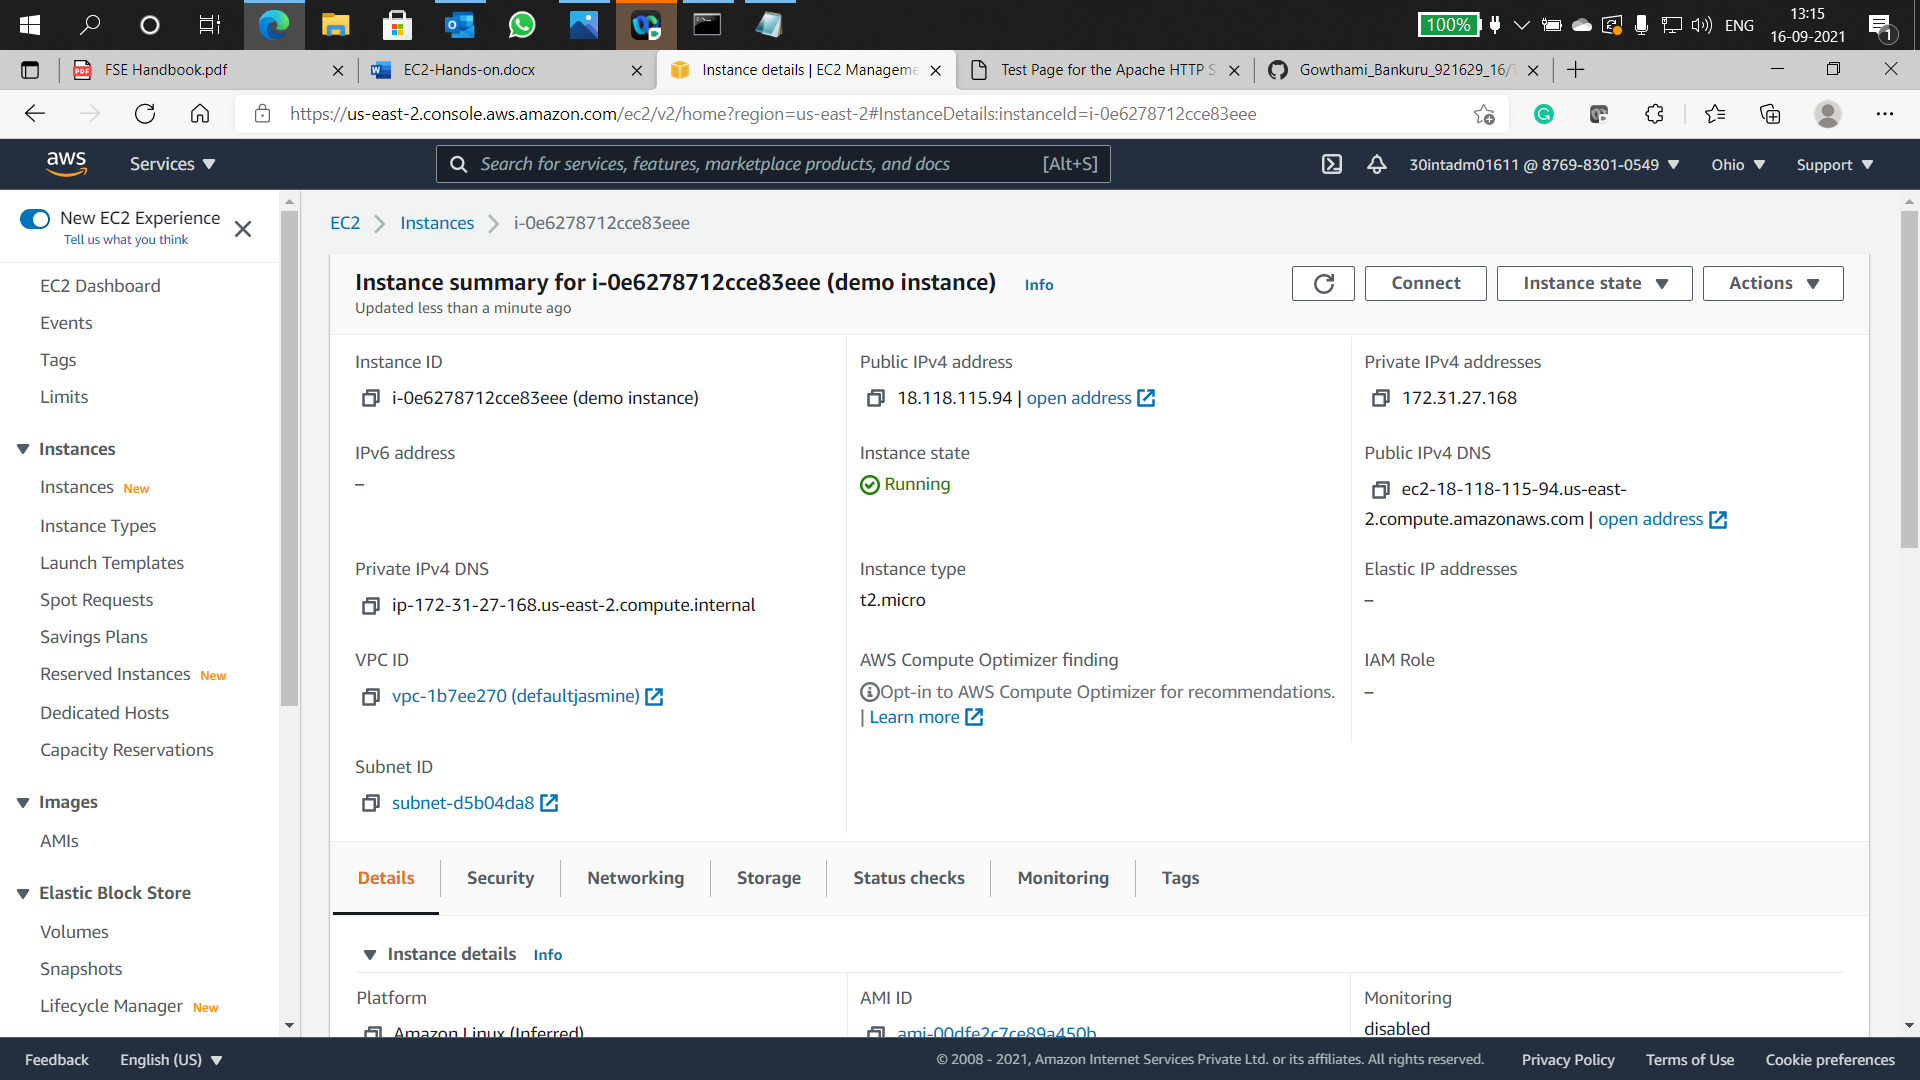 100%
ENG
13:15
16-09-2021
1
FSE Handbook.pdf
EC2-Hands-on.docx
Instance details | EC2 Manageme
Test Page for the Apache HTTP S
Gowthami_Bankuru_921629_16/T
https://us-east-2.console.aws.amazon.com/ec2/v2/home?region=us-east-2#InstanceDetails:instanceId=i-0e6278712cce83eee
aws
Services
Search for services, features, marketplace products, and docs
[Alt+S]
30intadm01611 @ 8769-8301-0549
Ohio
Support
New EC2 Experience
Tell us what you think
EC2 Dashboard
Events
Tags
Limits
Instances
Instances New
Instance Types
Launch Templates
Spot Requests
Savings Plans
Reserved Instances New
Dedicated Hosts
Capacity Reservations
Images
AMIs
Elastic Block Store
Volumes
Snapshots
Lifecycle Manager New
EC2
Instances
i-0e6278712cce83eee
Instance summary for i-0e6278712cce83eee (demo instance) Info
Updated less than a minute ago
Connect
Instance state
Actions
Instance ID
i-0e6278712cce83eee (demo instance)
Public IPv4 address
18.118.115.94 | open address
Private IPv4 addresses
172.31.27.168
IPv6 address
–
Instance state
Running
Public IPv4 DNS
ec2-18-118-115-94.us-east-
2.compute.amazonaws.com | open address
Private IPv4 DNS
ip-172-31-27-168.us-east-2.compute.internal
Instance type
t2.micro
Elastic IP addresses
–
VPC ID
vpc-1b7ee270 (defaultjasmine)
AWS Compute Optimizer finding
Opt-in to AWS Compute Optimizer for recommendations.
| Learn more
IAM Role
–
Subnet ID
subnet-d5b04da8
Details
Security
Networking
Storage
Status checks
Monitoring
Tags
Instance details Info
Platform
Amazon Linux (Inferred)
AMI ID
ami-00dfe2c7ce89a450b
Monitoring
disabled
Feedback
English (US)
© 2008 - 2021, Amazon Internet Services Private Ltd. or its affiliates. All rights reserved.
Privacy Policy
Terms of Use
Cookie preferences